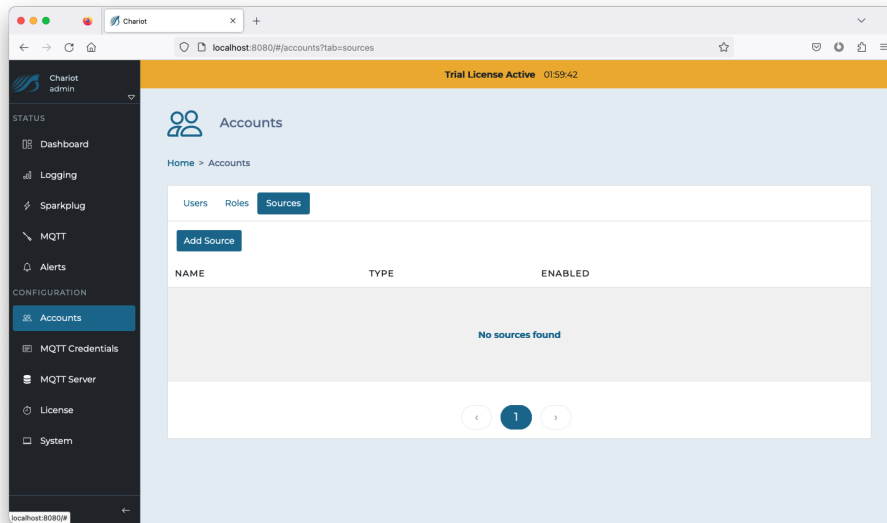 Chariot
localhost:8080/#/accounts?tab=sources
Chariot
admin
Trial License Active 01:59:42
STATUS
Dashboard
Logging
Sparkplug
MQTT
Alerts
CONFIGURATION
Accounts
MQTT Credentials
MQTT Server
License
System
localhost:8080/#
Accounts
Home > Accounts
Users Roles Sources
Add Source
NAME TYPE ENABLED
No sources found
‹ 1 ›